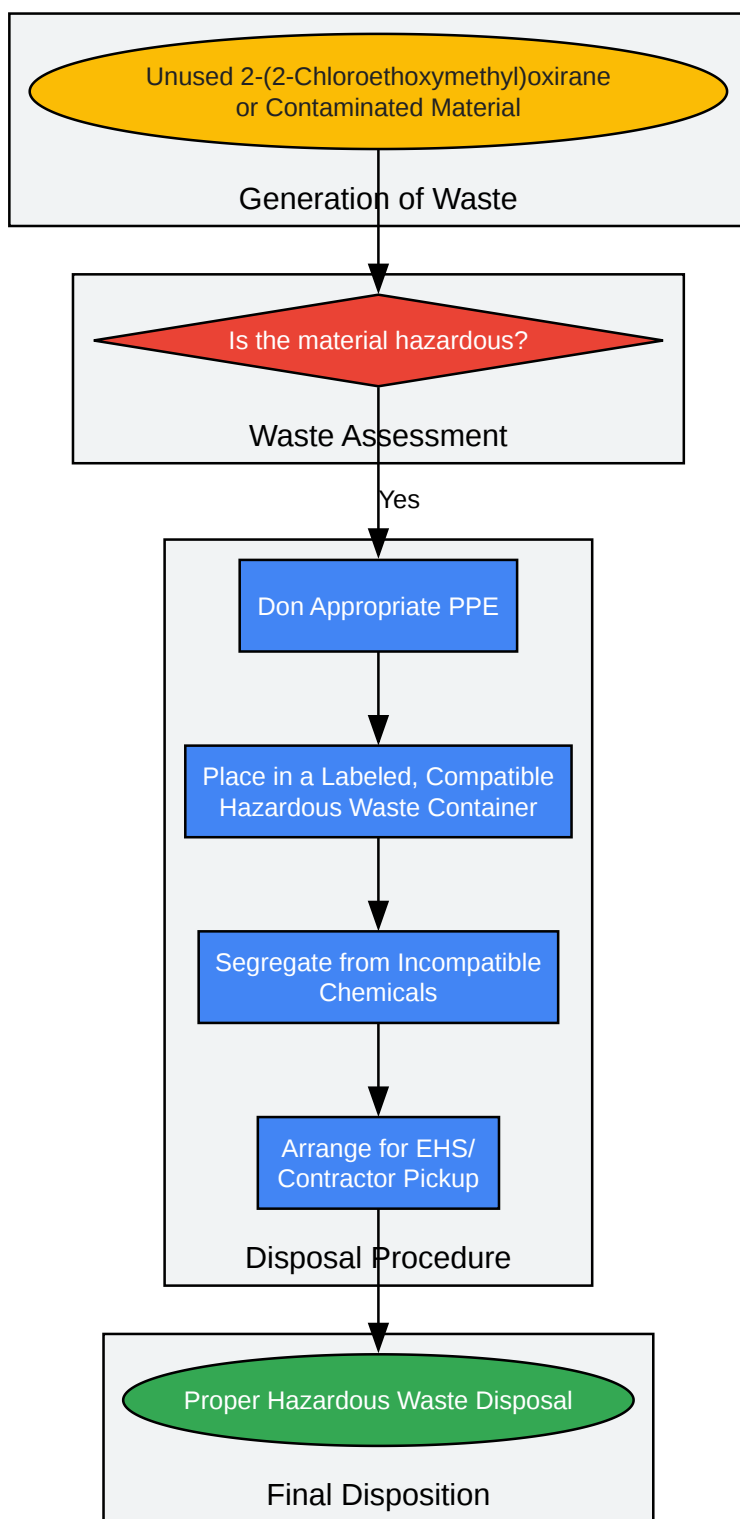 Unused 2-(2-Chloroethoxymethyl)oxirane
or Contaminated Material
Generation of Waste
Is the material hazardous?
Waste Assessment
Yes
Don Appropriate PPE
Place in a Labeled, Compatible
Hazardous Waste Container
Segregate from Incompatible
Chemicals
Arrange for EHS/
Contractor Pickup
Disposal Procedure
Proper Hazardous Waste Disposal
Final Disposition